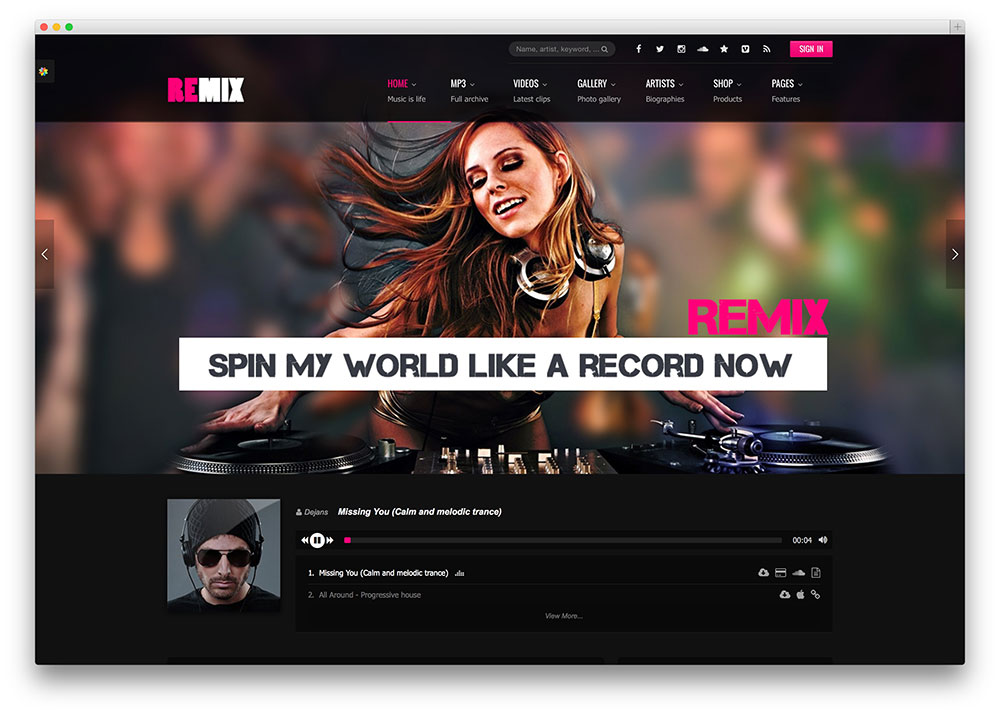 Name, artist, keyword, ...
SIGN IN
REMIX
HOME MP3 VIDEOS GALLERY ARTISTS SHOP PAGES
Music is life Full archive Latest clips Photo gallery Biographies Products Features
REMIX
SPIN MY WORLD LIKE A RECORD NOW
Dejans Missing You (Calm and melodic trance)
00:04
1. Missing You (Calm and melodic trance)
2. All Around - Progressive house
View More...